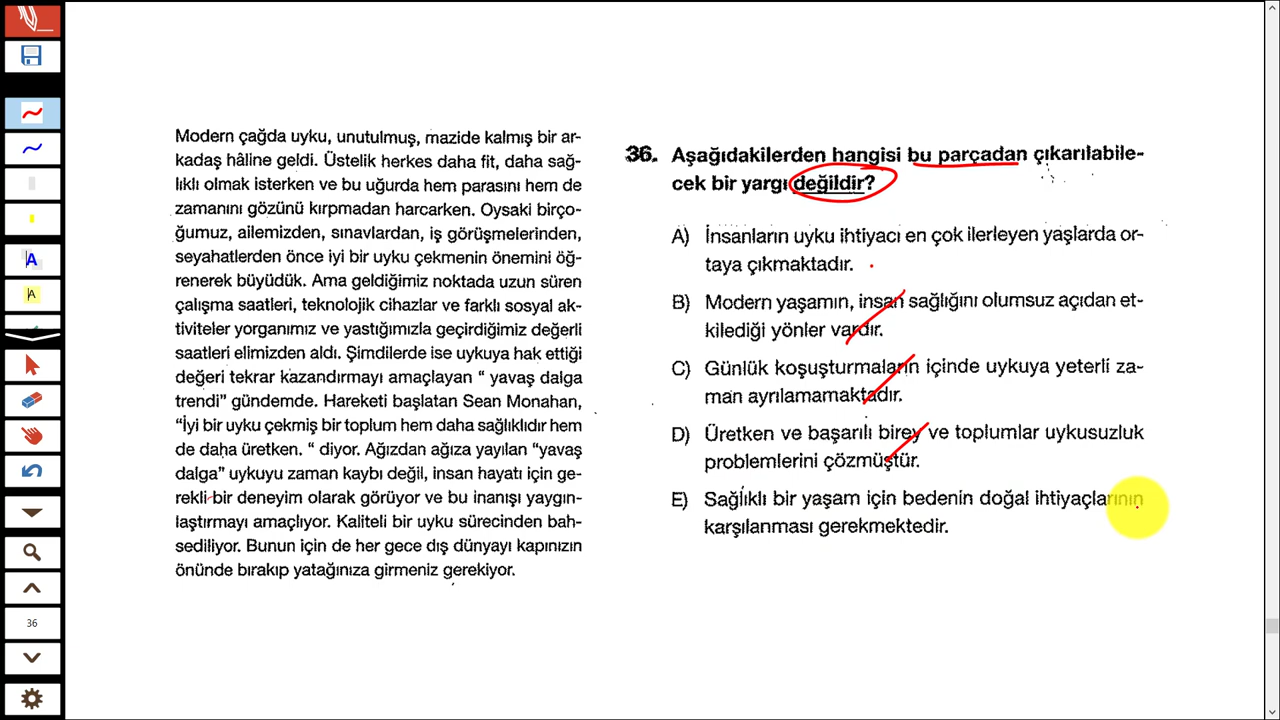 Modern çağda uyku, unutulmuş, mazide kalmış bir ar-
kadaş hâline geldi. Üstelik herkes daha fit, daha sağ-
lıklı olmak isterken ve bu uğurda hem parasını hem de
zamanını gözünü kırpmadan harcarken. Oysaki birço-
ğumuz, ailemizden, sınavlardan, iş görüşmelerinden,
seyahatlerden önce iyi bir uyku çekmenin önemini öğ-
renerek büyüdük. Ama geldiğimiz noktada uzun süren
çalışma saatleri, teknolojik cihazlar ve farklı sosyal ak-
tiviteler yorganımız ve yastığımızla geçirdiğimiz değerli
saatleri elimizden aldı. Şimdilerde ise uykuya hak ettiği
değeri tekrar kazandırmayı amaçlayan “ yavaş dalga
trendi” gündemde. Hareketi başlatan Sean Monahan,
“İyi bir uyku çekmiş bir toplum hem daha sağlıklıdır hem
de daha üretken. “ diyor. Ağızdan ağıza yayılan “yavaş
dalga” uykuyu zaman kaybı değil, insan hayatı için ge-
rekli bir deneyim olarak görüyor ve bu inanışı yaygın-
laştırmayı amaçlıyor. Kaliteli bir uyku sürecinden bah-
sediliyor. Bunun için de her gece dış dünyayı kapınızın
önünde bırakıp yatağınıza girmeniz gerekiyor.
36. Aşağıdakilerden hangisi bu parçadan çıkarılabile-
cek bir yargı değildir?
A) İnsanların uyku ihtiyacı en çok ilerleyen yaşlarda or-
taya çıkmaktadır.
B) Modern yaşamın, insan sağlığını olumsuz açıdan et-
kilediği yönler vardır.
C) Günlük koşuşturmaların içinde uykuya yeterli za-
man ayrılamamaktadır.
D) Üretken ve başarılı birey ve toplumlar uykusuzluk
problemlerini çözmüştür.
E) Sağlıklı bir yaşam için bedenin doğal ihtiyaçlarının
karşılanması gerekmektedir.
A
A
36